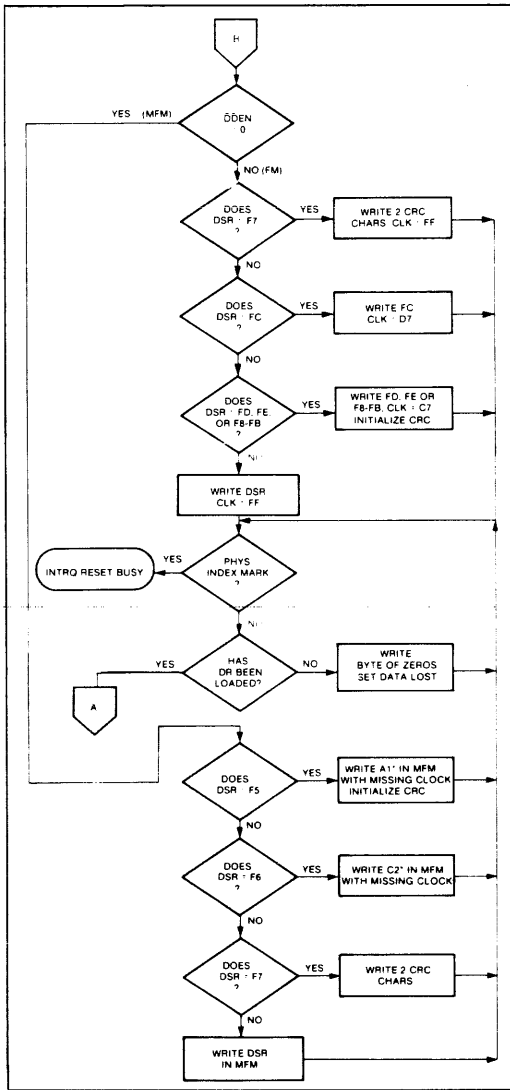 H
YES (MFM)
DDEN
= 0
NO (FM)
DOES
DSR = F7
?
YES
WRITE 2 CRC
CHARS CLK = FF
NO
DOES
DSR = FC
?
YES
WRITE FC
CLK = D7
NO
DOES
DSR = FD, FE,
OR F8-FB
?
YES
WRITE FD, FE OR
F8-FB, CLK = C7
INITIALIZE CRC
NO
WRITE DSR
CLK = FF
PHYS
INDEX MARK
?
YES
INTRQ RESET BUSY
NO
HAS
DR BEEN
LOADED?
YES
A
NO
WRITE
BYTE OF ZEROS
SET DATA LOST
DOES
DSR = F5
YES
WRITE A1* IN MFM
WITH MISSING CLOCK
INITIALIZE CRC
NO
DOES
DSR = F6
?
YES
WRITE C2* IN MFM
WITH MISSING CLOCK
NO
DOES
DSR = F7
?
YES
WRITE 2 CRC
CHARS
NO
WRITE DSR
IN MFM